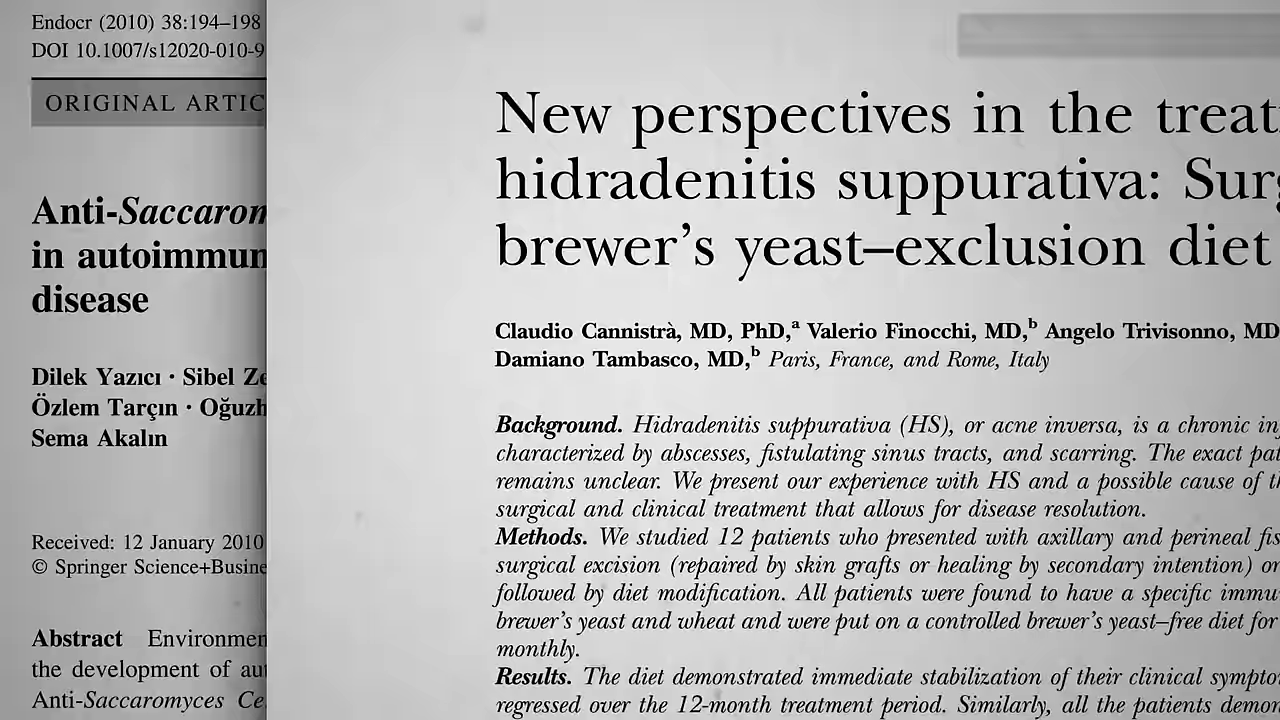 Endocr (2010) 38:194–198
DOI 10.1007/s12020-010-9
ORIGINAL ARTIC
Anti-Saccarom
in autoimmun
disease
Dilek Yazıcı · Sibel Ze
Özlem Tarçın · Oğuzh
Sema Akalın
Received: 12 January 2010
© Springer Science+Busine
Abstract Environmen
the development of aut
Anti-Saccaromyces Ce
New perspectives in the treat
hidradenitis suppurativa: Surg
brewer's yeast–exclusion diet
Claudio Cannistrà, MD, PhD,ᵃ Valerio Finocchi, MD,ᵇ Angelo Trivisonno, MD
Damiano Tambasco, MD,ᵇ Paris, France, and Rome, Italy
Background. Hidradenitis suppurativa (HS), or acne inversa, is a chronic inf
characterized by abscesses, fistulating sinus tracts, and scarring. The exact pat
remains unclear. We present our experience with HS and a possible cause of th
surgical and clinical treatment that allows for disease resolution.
Methods. We studied 12 patients who presented with axillary and perineal fis
surgical excision (repaired by skin grafts or healing by secondary intention) or
followed by diet modification. All patients were found to have a specific immu
brewer's yeast and wheat and were put on a controlled brewer's yeast–free diet for
monthly.
Results. The diet demonstrated immediate stabilization of their clinical sympto
regressed over the 12-month treatment period. Similarly, all the patients demon